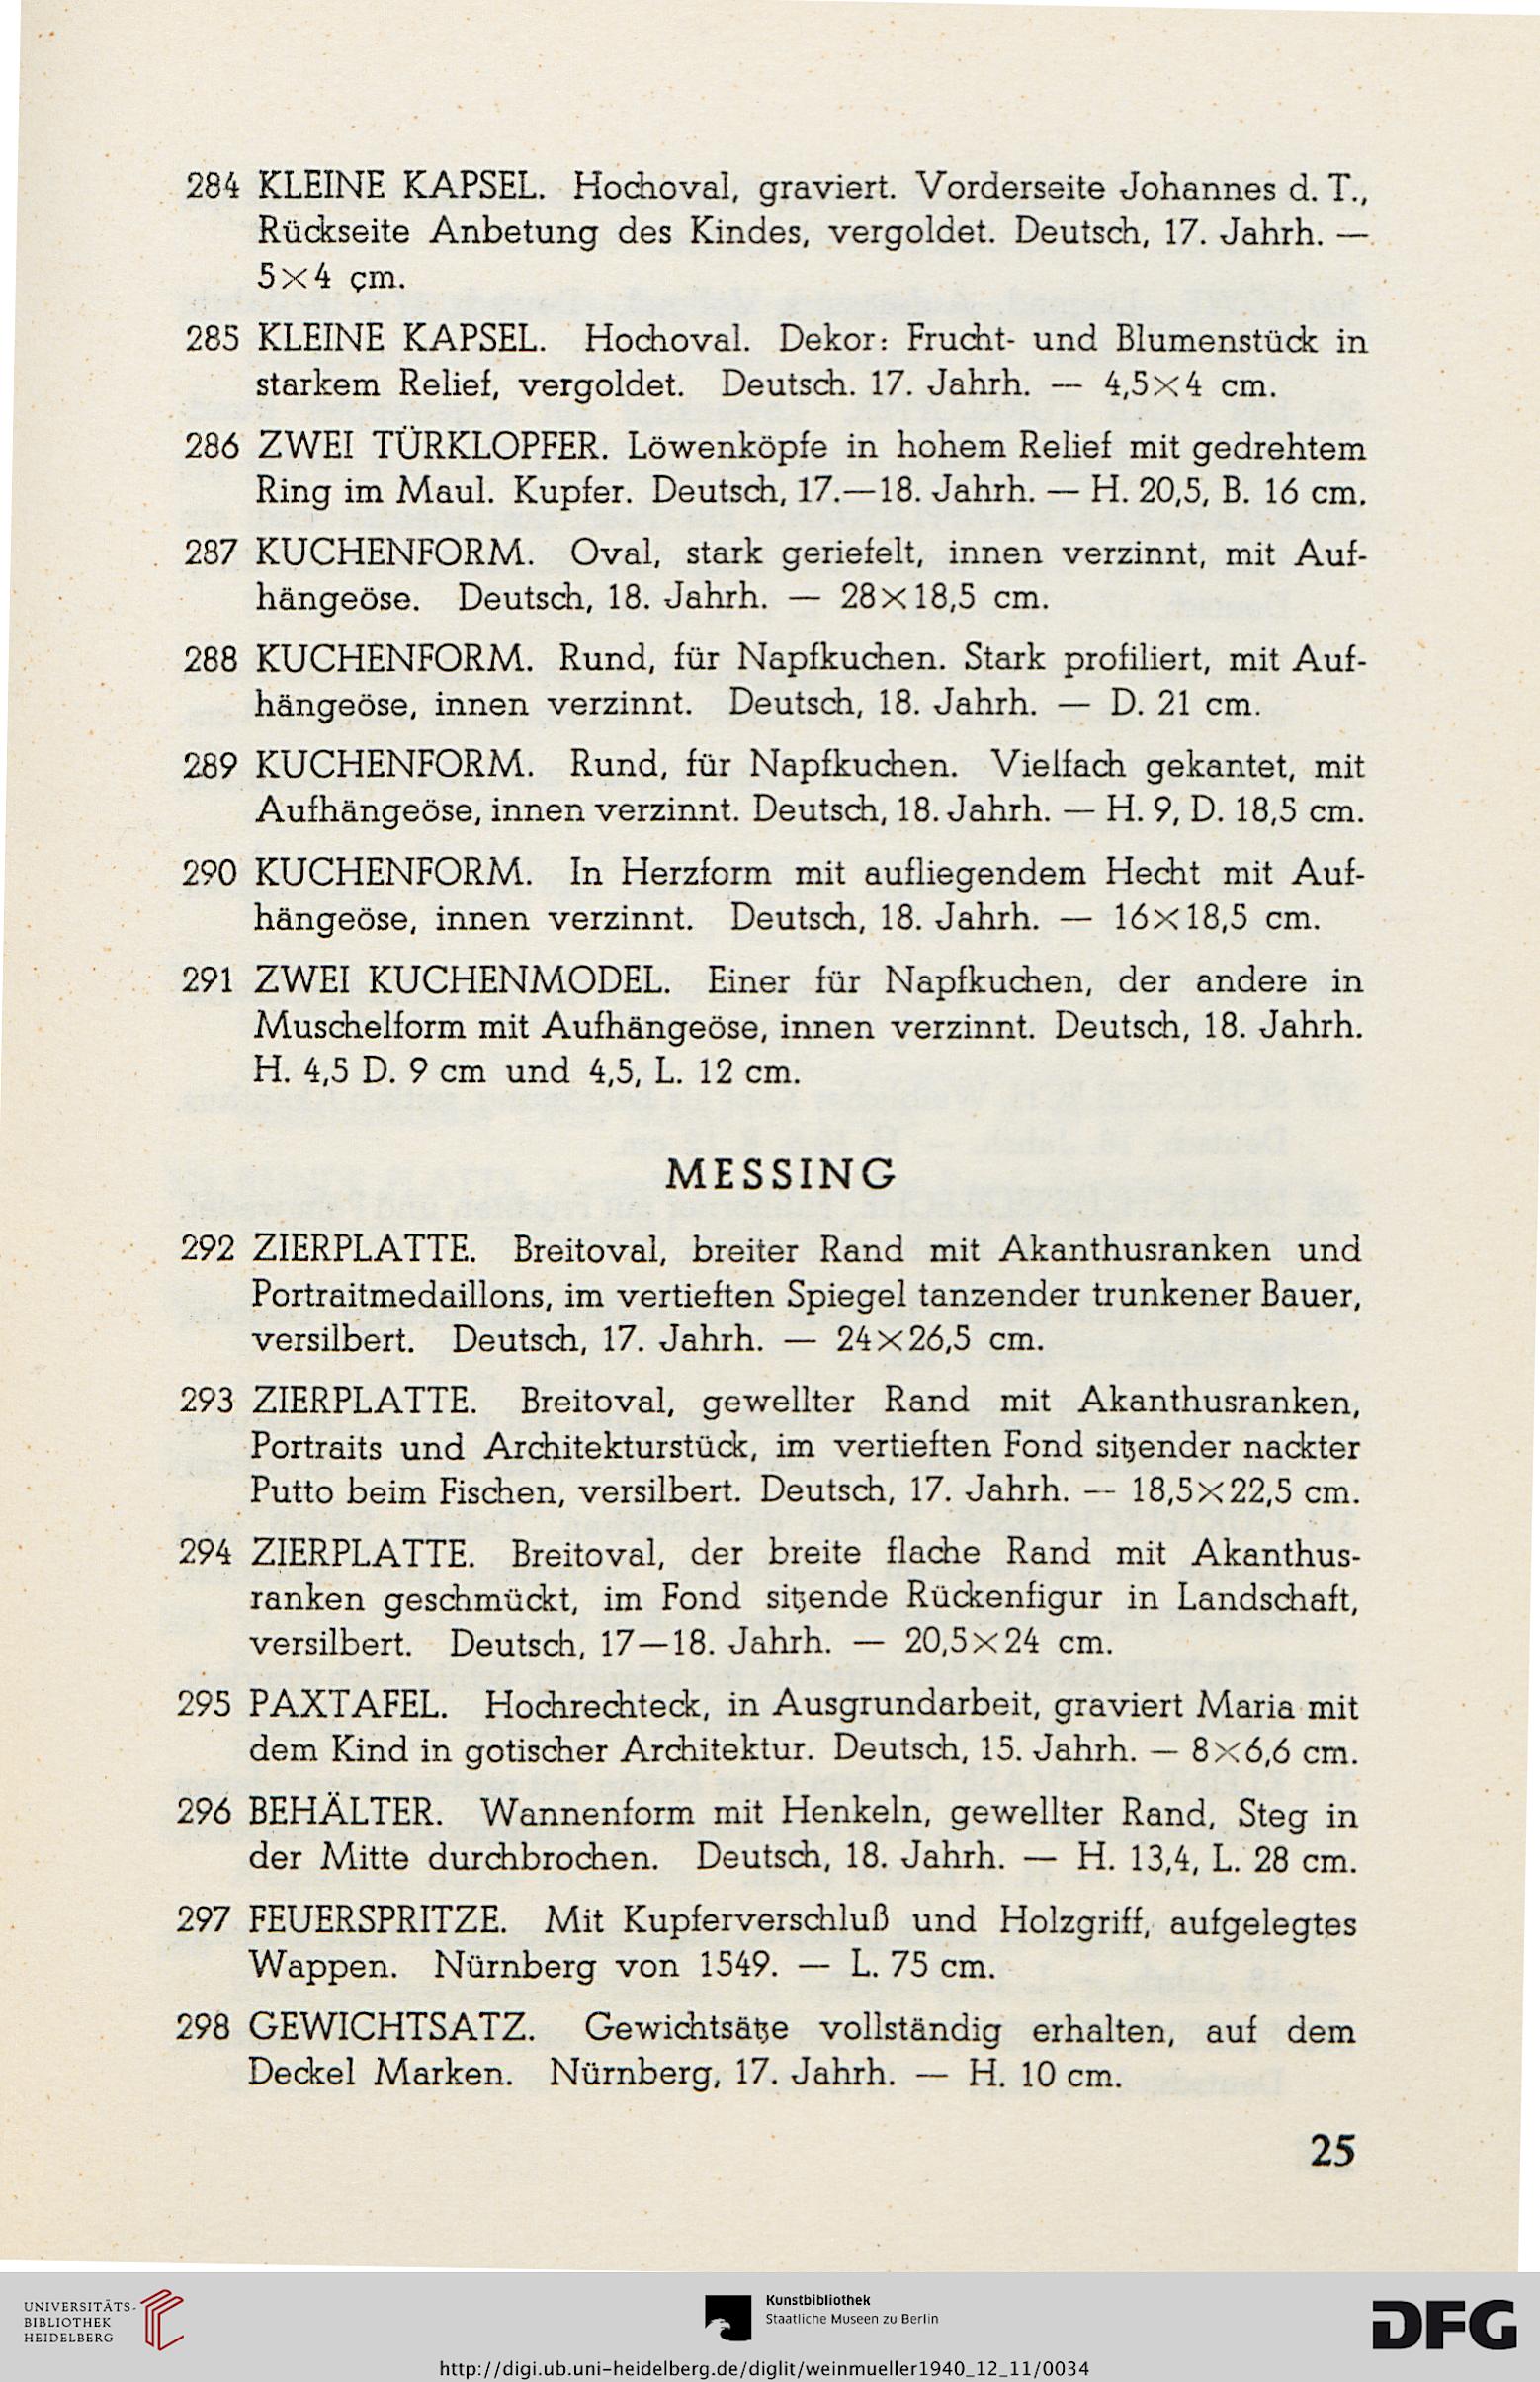 284 KLEINE KAPSEL. Hochoval, graviert. Vorderseite Johannes d. T.,
Rückseite Anbetung des Kindes, vergoldet. Deutsch, 17. Jahrh. —
5×4 çm.
285 KLEINE KAPSEL. Hochoval. Dekor: Frucht- und Blumenstück in
starkem Relief, vergoldet. Deutsch. 17. Jahrh. — 4,5×4 cm.
286 ZWEI TÜRKLOPFER. Löwenköpfe in hohem Relief mit gedrehtem
Ring im Maul. Kupfer. Deutsch, 17.—18. Jahrh. — H. 20,5, B. 16 cm.
287 KUCHENFORM. Oval, stark geriefelt, innen verzinnt, mit Auf-
hängeöse. Deutsch, 18. Jahrh. — 28×18,5 cm.
288 KUCHENFORM. Rund, für Napfkuchen. Stark profiliert, mit Auf-
hängeöse, innen verzinnt. Deutsch, 18. Jahrh. — D. 21 cm.
289 KUCHENFORM. Rund, für Napfkuchen. Vielfach gekantet, mit
Aufhängeöse, innen verzinnt. Deutsch, 18. Jahrh. — H. 9, D. 18,5 cm.
290 KUCHENFORM. In Herzform mit aufliegendem Hecht mit Auf-
hängeöse, innen verzinnt. Deutsch, 18. Jahrh. — 16×18,5 cm.
291 ZWEI KUCHENMODEL. Einer für Napfkuchen, der andere in
Muschelform mit Aufhängeöse, innen verzinnt. Deutsch, 18. Jahrh.
H. 4,5 D. 9 cm und 4,5, L. 12 cm.
MESSING
292 ZIERPLATTE. Breitoval, breiter Rand mit Akanthusranken und
Portraitmedaillons, im vertieften Spiegel tanzender trunkener Bauer,
versilbert. Deutsch, 17. Jahrh. — 24×26,5 cm.
293 ZIERPLATTE. Breitoval, gewellter Rand mit Akanthusranken,
Portraits und Architekturstück, im vertieften Fond sitzender nackter
Putto beim Fischen, versilbert. Deutsch, 17. Jahrh. — 18,5×22,5 cm.
294 ZIERPLATTE. Breitoval, der breite flache Rand mit Akanthus-
ranken geschmückt, im Fond sitzende Rückenfigur in Landschaft,
versilbert. Deutsch, 17—18. Jahrh. — 20,5×24 cm.
295 PAXTAFEL. Hochrechteck, in Ausgrundarbeit, graviert Maria mit
dem Kind in gotischer Architektur. Deutsch, 15. Jahrh. — 8×6,6 cm.
296 BEHÄLTER. Wannenform mit Henkeln, gewellter Rand, Steg in
der Mitte durchbrochen. Deutsch, 18. Jahrh. — H. 13,4, L. 28 cm.
297 FEUERSPRITZE. Mit Kupferverschluß und Holzgriff, aufgelegtes
Wappen. Nürnberg von 1549. — L. 75 cm.
298 GEWICHTSATZ. Gewichtsätze vollständig erhalten, auf dem
Deckel Marken. Nürnberg, 17. Jahrh. — H. 10 cm.
25
UNIVERSITÄTS-
BIBLIOTHEK
HEIDELBERG
Kunstbibliothek
Staatliche Museen zu Berlin
DFG
http://digi.ub.uni-heidelberg.de/diglit/weinmueller1940_12_11/0034